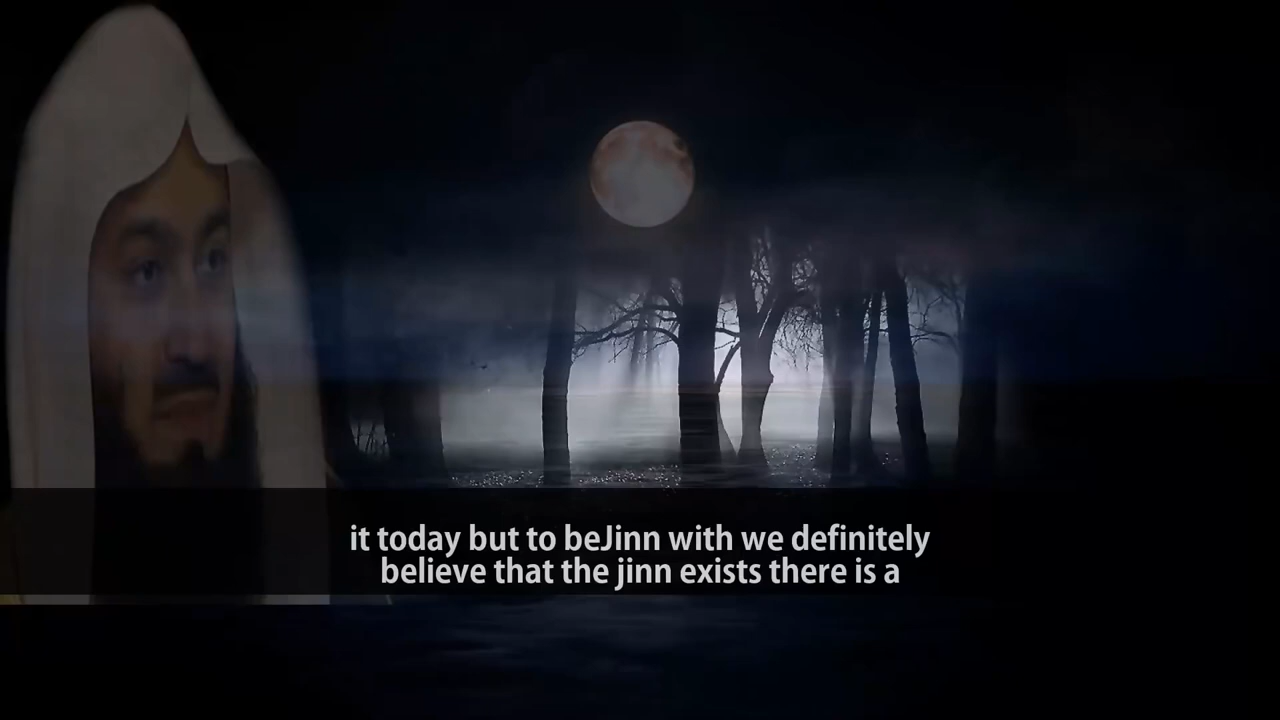 it today but to beJinn with we definitely
believe that the jinn exists there is a